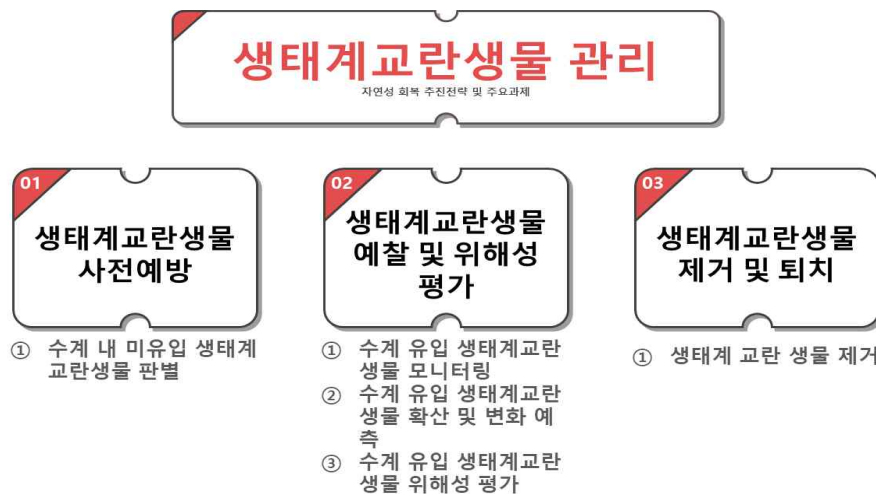 생태계교란생물 관리
자연성 회복 추진전략 및 주요과제
01
생태계교란생물
사전예방
① 수계 내 미유입 생태계
교란생물 판별
02
생태계교란생물
예찰 및 위해성
평가
① 수계 유입 생태계교란
생물 모니터링
② 수계 유입 생태계교란
생물 확산 및 변화 예
측
③ 수계 유입 생태계교란
생물 위해성 평가
03
생태계교란생물
제거 및 퇴치
① 생태계 교란 생물 제거